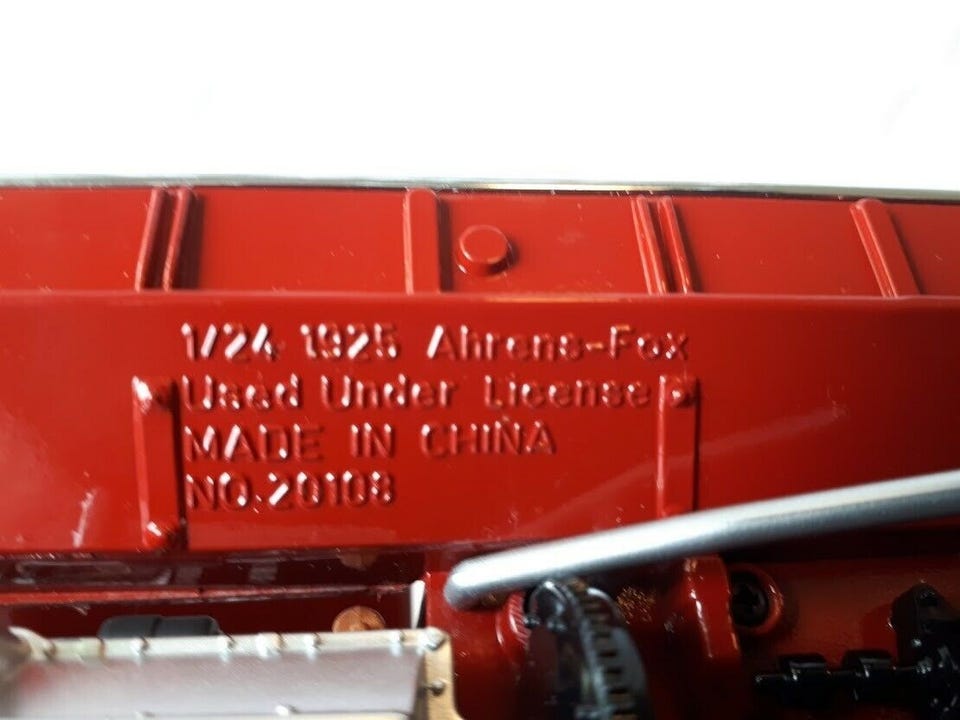 1/24 1925 Ahrens-Fox
Used Under License
MADE IN CHINA
NO.20108